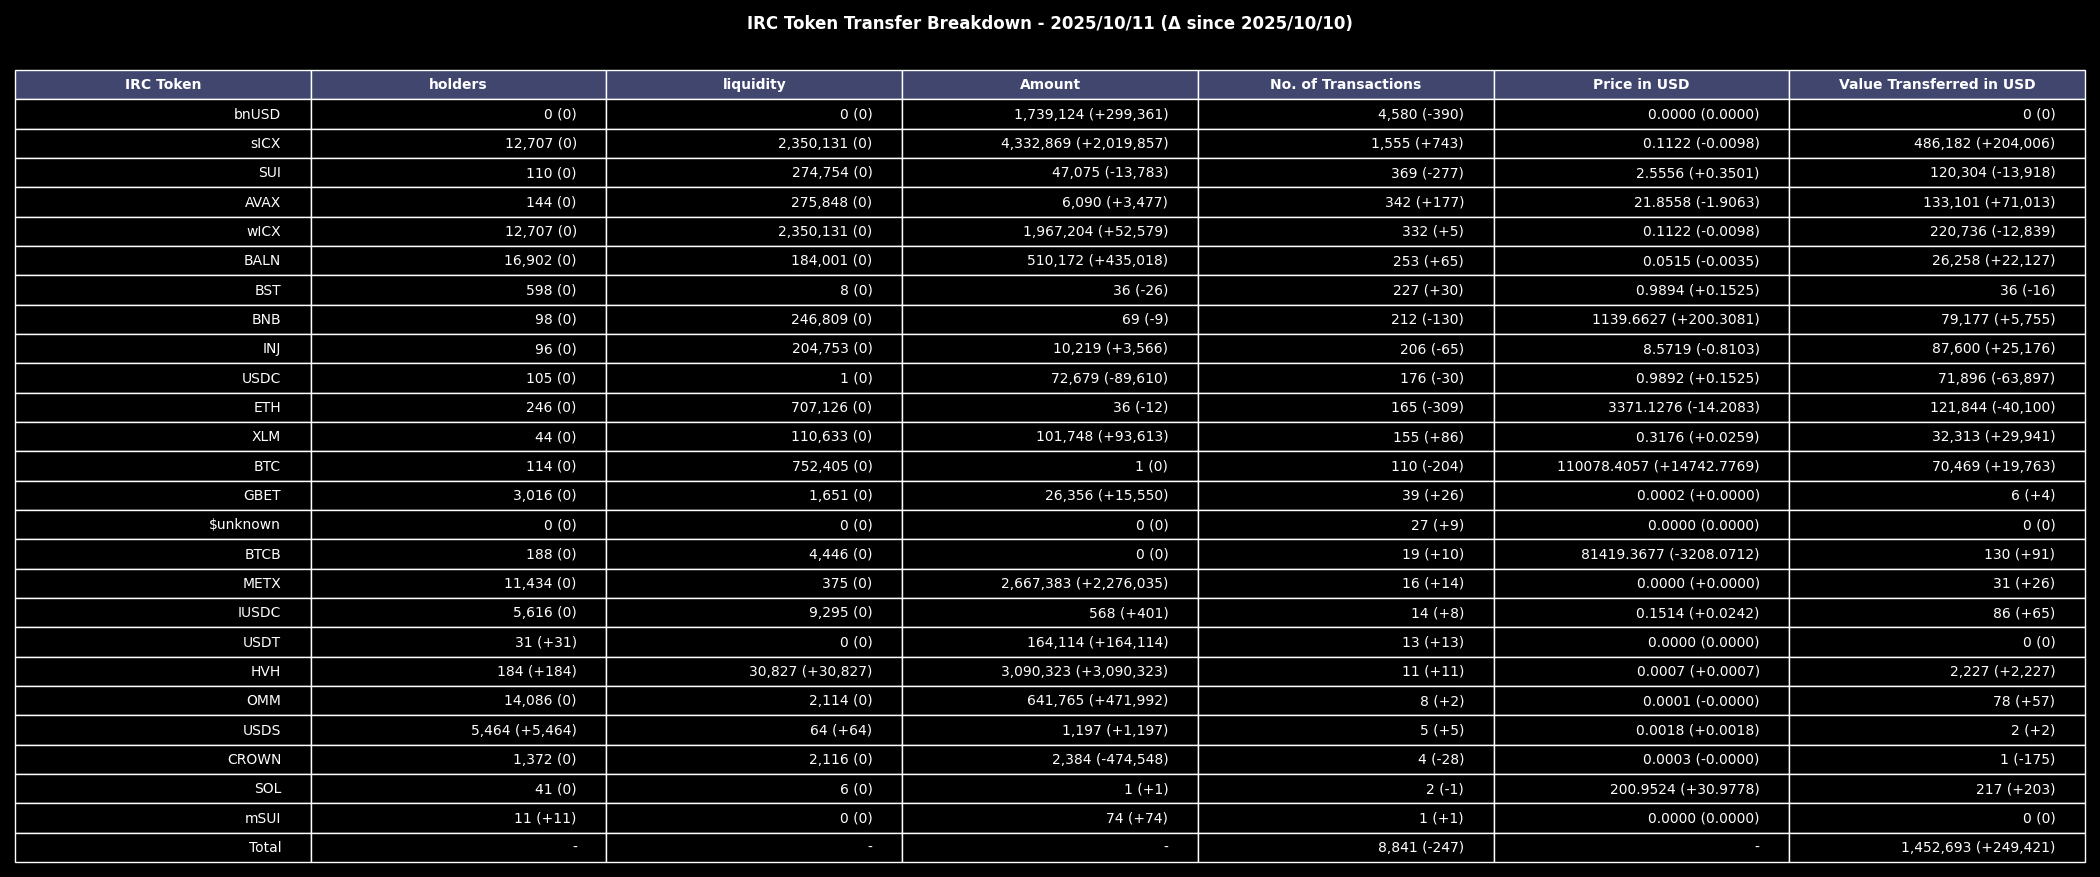 IRC Token Transfer Breakdown - 2025/10/11 (Δ since 2025/10/10)
IRC Token holders liquidity Amount No. of Transactions Price in USD Value Transferred in USD
bnUSD 0 (0) 0 (0) 1,739,124 (+299,361) 4,580 (-390) 0.0000 (0.0000) 0 (0)
sICX 12,707 (0) 2,350,131 (0) 4,332,869 (+2,019,857) 1,555 (+743) 0.1122 (-0.0098) 486,182 (+204,006)
SUI 110 (0) 274,754 (0) 47,075 (-13,783) 369 (-277) 2.5556 (+0.3501) 120,304 (-13,918)
AVAX 144 (0) 275,848 (0) 6,090 (+3,477) 342 (+177) 21.8558 (-1.9063) 133,101 (+71,013)
wICX 12,707 (0) 2,350,131 (0) 1,967,204 (+52,579) 332 (+5) 0.1122 (-0.0098) 220,736 (-12,839)
BALN 16,902 (0) 184,001 (0) 510,172 (+435,018) 253 (+65) 0.0515 (-0.0035) 26,258 (+22,127)
BST 598 (0) 8 (0) 36 (-26) 227 (+30) 0.9894 (+0.1525) 36 (-16)
BNB 98 (0) 246,809 (0) 69 (-9) 212 (-130) 1139.6627 (+200.3081) 79,177 (+5,755)
INJ 96 (0) 204,753 (0) 10,219 (+3,566) 206 (-65) 8.5719 (-0.8103) 87,600 (+25,176)
USDC 105 (0) 1 (0) 72,679 (-89,610) 176 (-30) 0.9892 (+0.1525) 71,896 (-63,897)
ETH 246 (0) 707,126 (0) 36 (-12) 165 (-309) 3371.1276 (-14.2083) 121,844 (-40,100)
XLM 44 (0) 110,633 (0) 101,748 (+93,613) 155 (+86) 0.3176 (+0.0259) 32,313 (+29,941)
BTC 114 (0) 752,405 (0) 1 (0) 110 (-204) 110078.4057 (+14742.7769) 70,469 (+19,763)
GBET 3,016 (0) 1,651 (0) 26,356 (+15,550) 39 (+26) 0.0002 (+0.0000) 6 (+4)
$unknown 0 (0) 0 (0) 0 (0) 27 (+9) 0.0000 (0.0000) 0 (0)
BTCB 188 (0) 4,446 (0) 0 (0) 19 (+10) 81419.3677 (-3208.0712) 130 (+91)
METX 11,434 (0) 375 (0) 2,667,383 (+2,276,035) 16 (+14) 0.0000 (+0.0000) 31 (+26)
IUSDC 5,616 (0) 9,295 (0) 568 (+401) 14 (+8) 0.1514 (+0.0242) 86 (+65)
USDT 31 (+31) 0 (0) 164,114 (+164,114) 13 (+13) 0.0000 (0.0000) 0 (0)
HVH 184 (+184) 30,827 (+30,827) 3,090,323 (+3,090,323) 11 (+11) 0.0007 (+0.0007) 2,227 (+2,227)
OMM 14,086 (0) 2,114 (0) 641,765 (+471,992) 8 (+2) 0.0001 (-0.0000) 78 (+57)
USDS 5,464 (+5,464) 64 (+64) 1,197 (+1,197) 5 (+5) 0.0018 (+0.0018) 2 (+2)
CROWN 1,372 (0) 2,116 (0) 2,384 (-474,548) 4 (-28) 0.0003 (-0.0000) 1 (-175)
SOL 41 (0) 6 (0) 1 (+1) 2 (-1) 200.9524 (+30.9778) 217 (+203)
mSUI 11 (+11) 0 (0) 74 (+74) 1 (+1) 0.0000 (0.0000) 0 (0)
Total - - - 8,841 (-247) - 1,452,693 (+249,421)